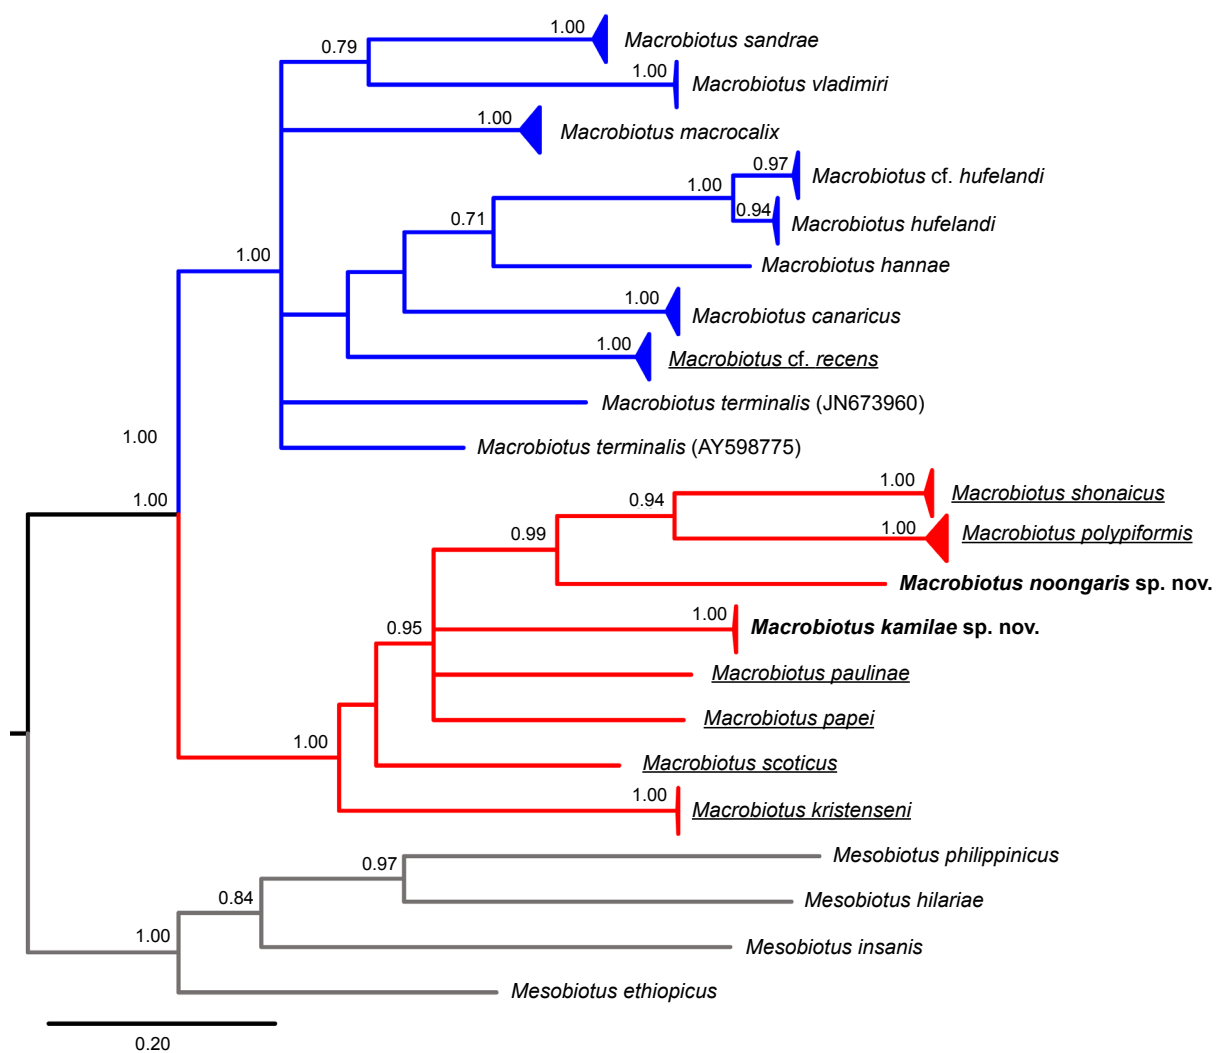 1.00
Macrobiotus sandrae
0.79
1.00
Macrobiotus vladimiri
1.00
Macrobiotus macrocalix
0.97
Macrobiotus cf. hufelandi
1.00
0.94
Macrobiotus hufelandi
0.71
Macrobiotus hannae
1.00
1.00
Macrobiotus canaricus
1.00
Macrobiotus cf. recens
Macrobiotus terminalis (JN673960)
1.00
Macrobiotus terminalis (AY598775)
1.00
Macrobiotus shonaicus
1.00
0.94
0.99
1.00
Macrobiotus polypiformis
Macrobiotus noongaris sp. nov.
1.00
Macrobiotus kamilae sp. nov.
0.95
Macrobiotus paulinae
Macrobiotus papei
1.00
Macrobiotus scoticus
1.00
Macrobiotus kristenseni
Mesobiotus philippinicus
0.97
0.84
Mesobiotus hilariae
1.00
Mesobiotus insanis
Mesobiotus ethiopicus
0.20